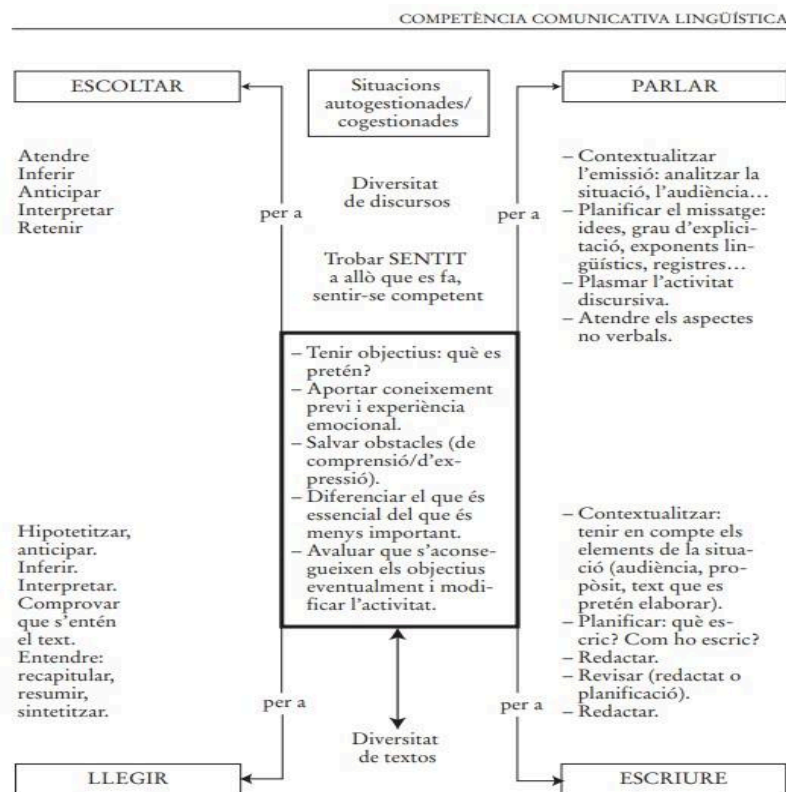 COMPETÈNCIA COMUNICATIVA LINGÜÍSTICA
ESCOLTAR
Situacions
autogestionades/
cogestionades
PARLAR
Atendre
Inferir
Anticipar
Interpretar
Retenir
per a
Diversitat
de discursos
Trobar SENTIT
a allò que es fa,
sentir-se competent
per a
– Contextualitzar
l'emissió: analitzar la
situació, l'audiència…
– Planificar el missatge:
idees, grau d'explici-
tació, exponents lin-
güístics, registres…
– Plasmar l'activitat
discursiva.
– Atendre els aspectes
no verbals.
– Tenir objectius: què es
pretén?
– Aportar coneixement
previ i experiència
emocional.
– Salvar obstacles (de
comprensió/d'ex-
pressió).
– Diferenciar el que és
essencial del que és
menys important.
– Avaluar que s'aconse-
gueixen els objectius
eventualment i modi-
ficar l'activitat.
Hipotetitzar,
anticipar.
Inferir.
Interpretar.
Comprovar
que s'entén
el text.
Entendre:
recapitular,
resumir,
sintetitzar.
per a
Diversitat
de textos
per a
– Contextualitzar:
tenir en compte els
elements de la situa-
ció (audiència, pro-
pòsit, text que es
pretén elaborar).
– Planificar: què es-
cric? Com ho escric?
– Redactar.
– Revisar (redactat o
planificació).
– Redactar.
LLEGIR
ESCRIURE